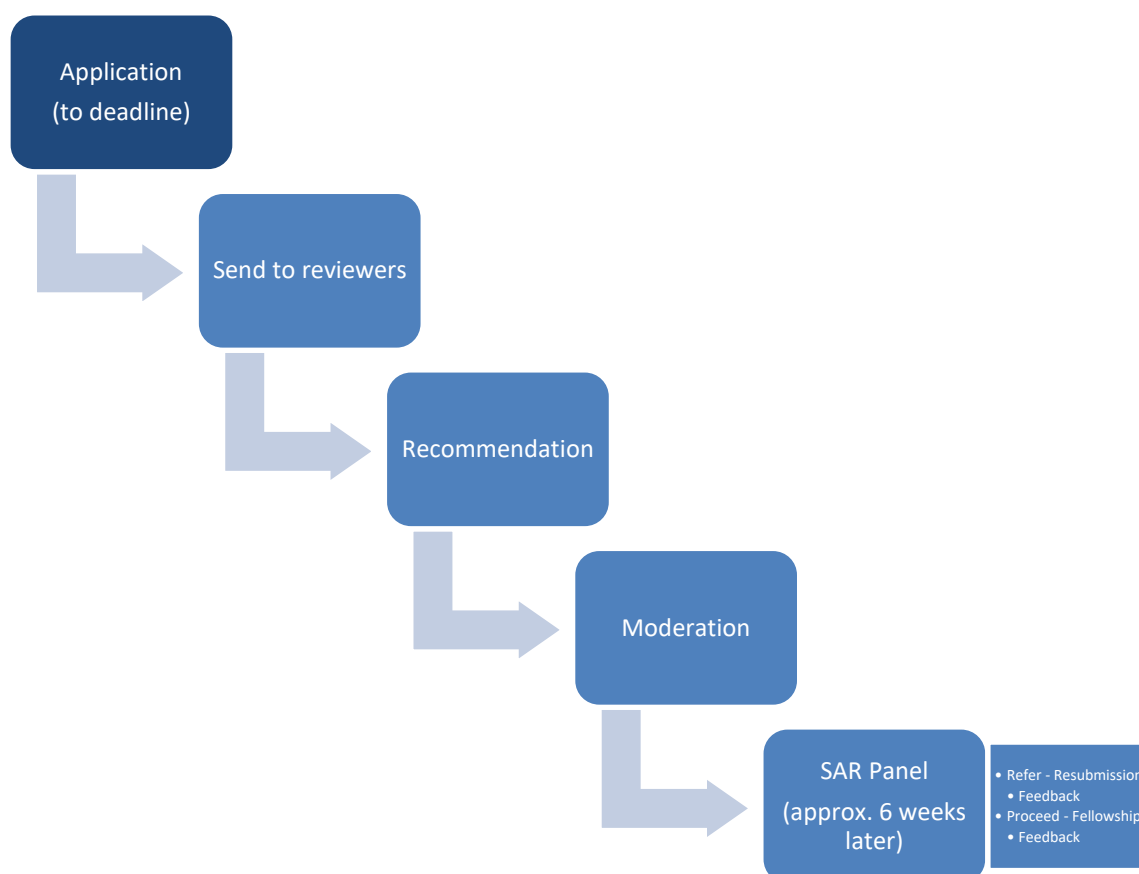 Application
(to deadline)
Send to reviewers
Recommendation
Moderation
SAR Panel
(approx. 6 weeks
later)
• Refer - Resubmission
• Feedback
• Proceed - Fellowship
• Feedback